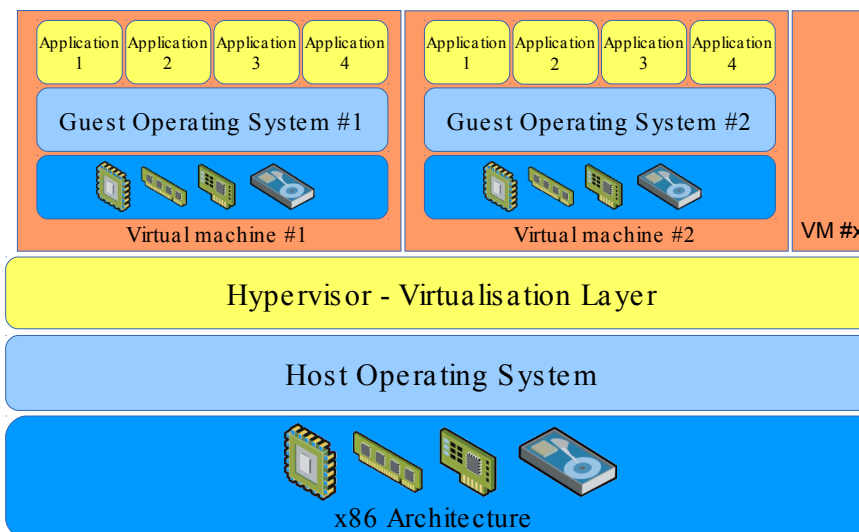 Application
1
Application
2
Application
3
Application
4
Guest Operating System #1
Virtual machine #1
Application
1
Application
2
Application
3
Application
4
Guest Operating System #2
Virtual machine #2
VM #x
Hypervisor - Virtualisation Layer
Host Operating System
x86 Architecture